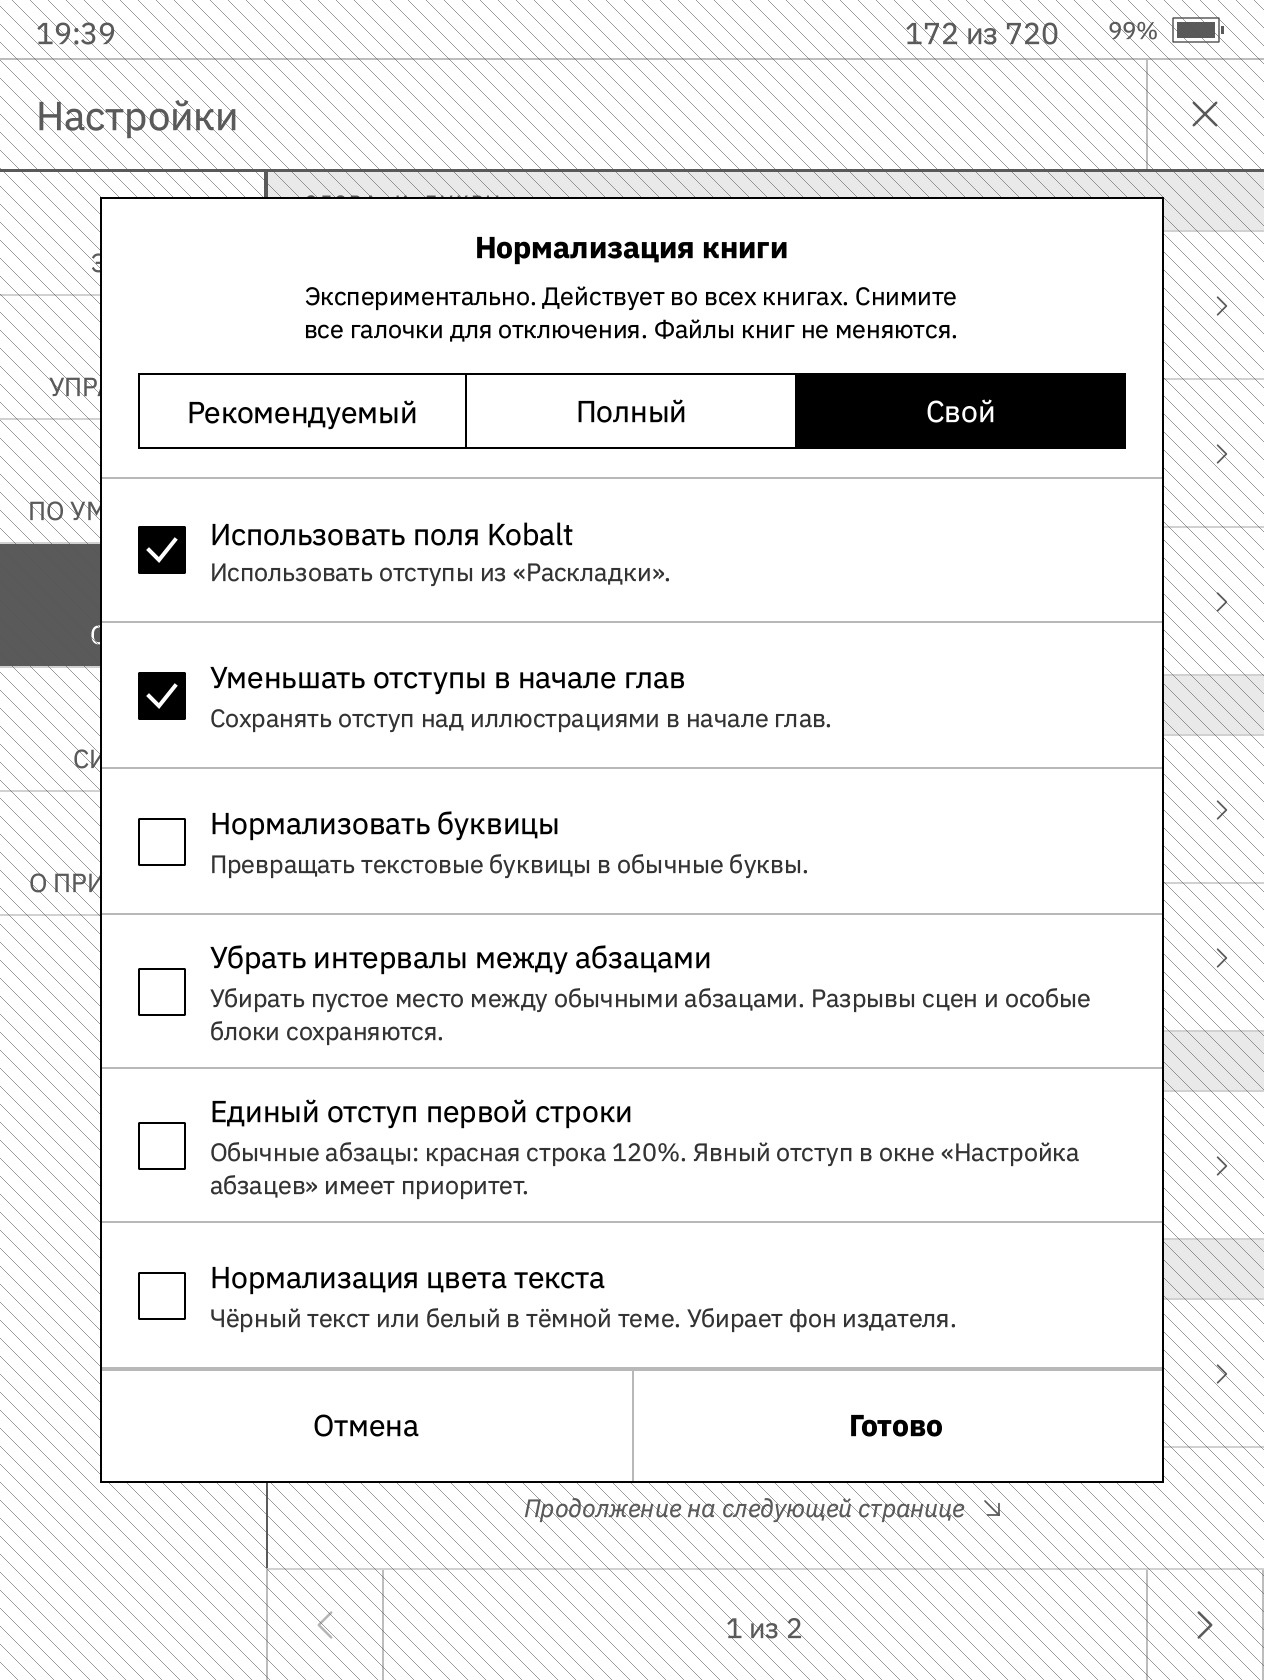 19:39
172 из 720
99%
Настройки
Нормализация книги
Экспериментально. Действует во всех книгах. Снимите
все галочки для отключения. Файлы книг не меняются.
Рекомендуемый
Полный
Свой
Использовать поля Kobalt
Использовать отступы из «Раскладки».
Уменьшать отступы в начале глав
Сохранять отступ над иллюстрациями в начале глав.
Нормализовать буквицы
Превращать текстовые буквицы в обычные буквы.
Убрать интервалы между абзацами
Убирать пустое место между обычными абзацами. Разрывы сцен и особые
блоки сохраняются.
Единый отступ первой строки
Обычные абзацы: красная строка 120%. Явный отступ в окне «Настройка
абзацев» имеет приоритет.
Нормализация цвета текста
Чёрный текст или белый в тёмной теме. Убирает фон издателя.
Отмена
Готово
Продолжение на следующей странице
1 из 2